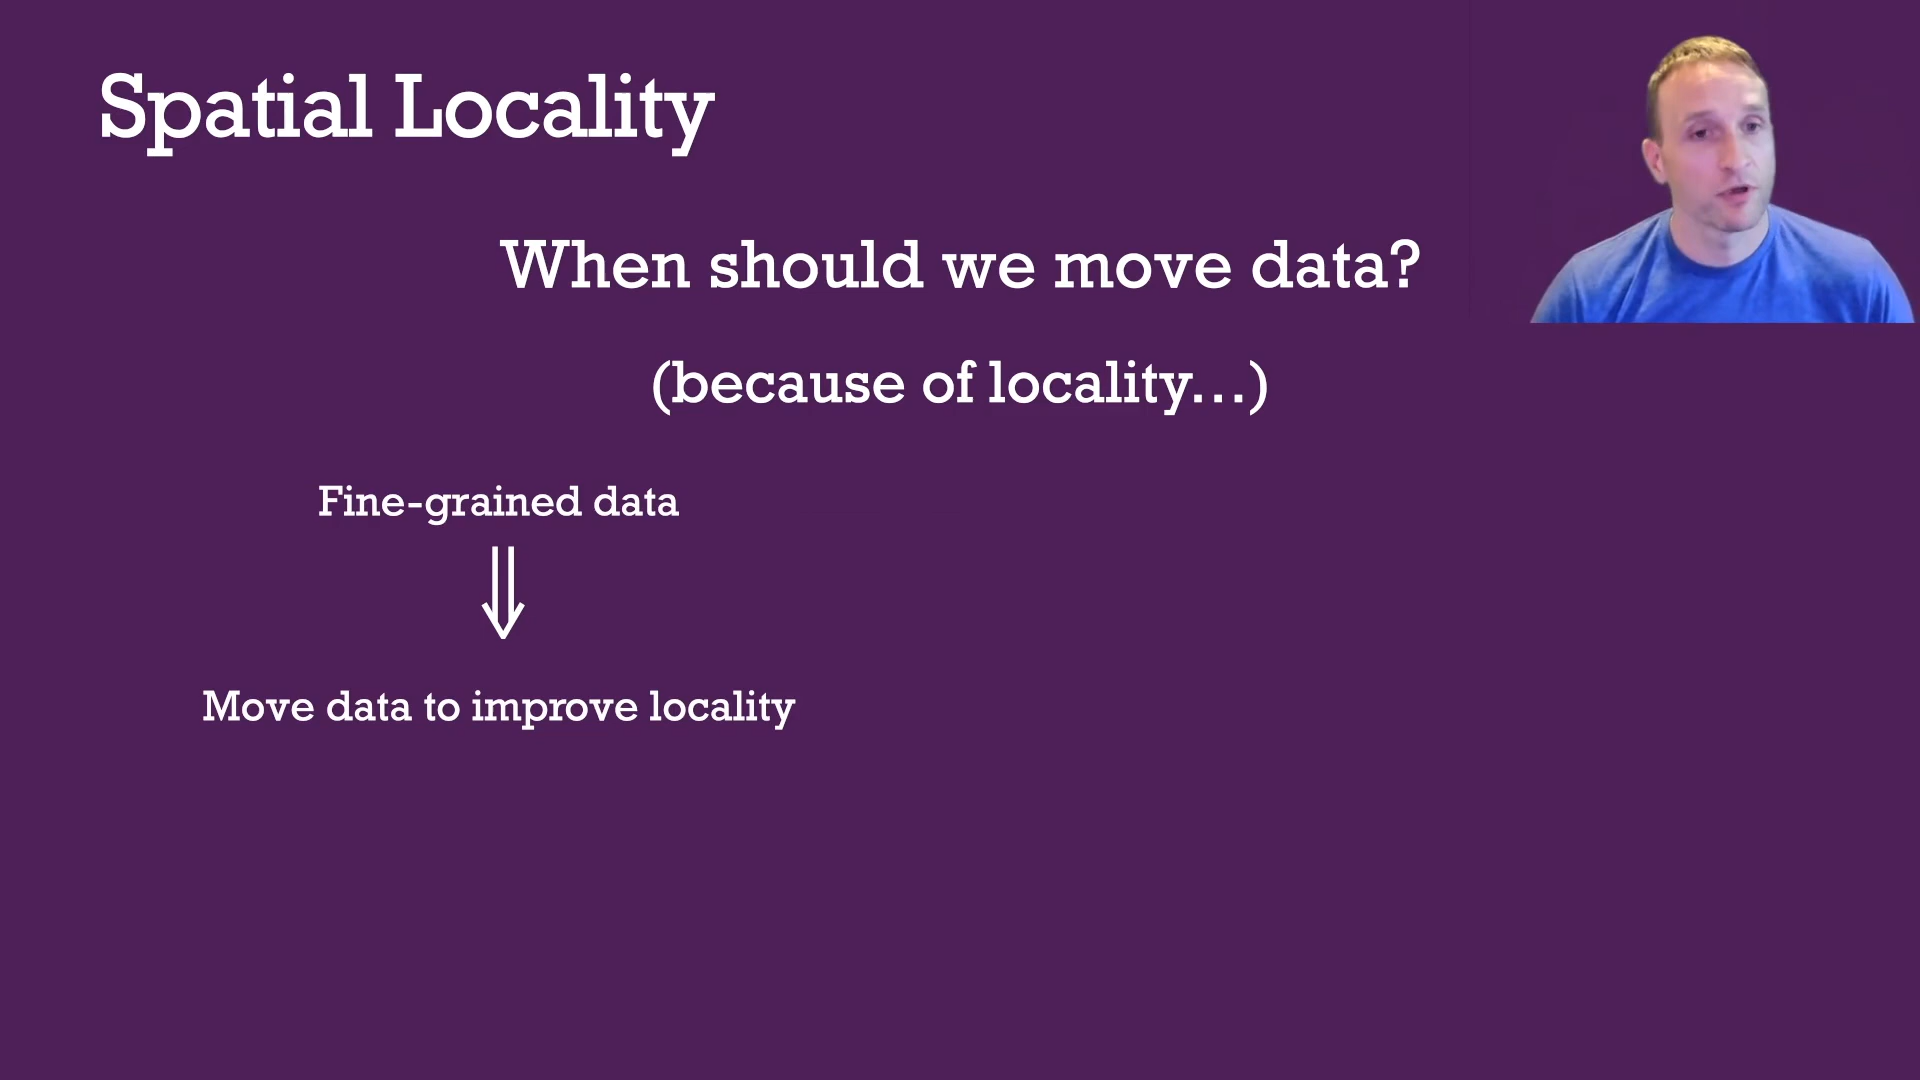 Spatial Locality
When should we move data?
(because of locality...)
Fine-grained data
Move data to improve locality